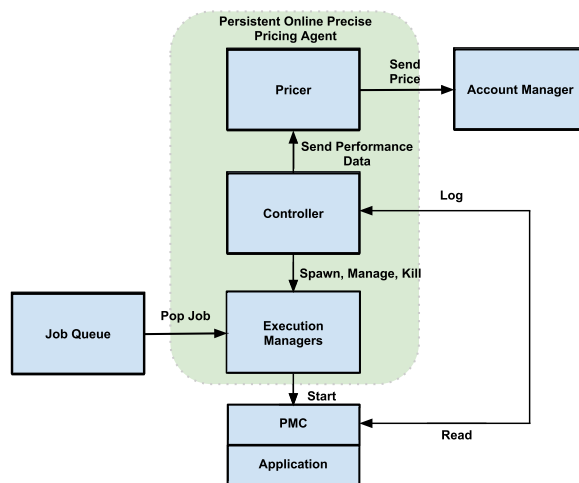 Persistent Online Precise
Pricing Agent
Pricer
Send
Price
Account Manager
Send Performance
Data
Controller
Log
Spawn, Manage, Kill
Job Queue
Pop Job
Execution
Managers
Start
PMC
Read
Application